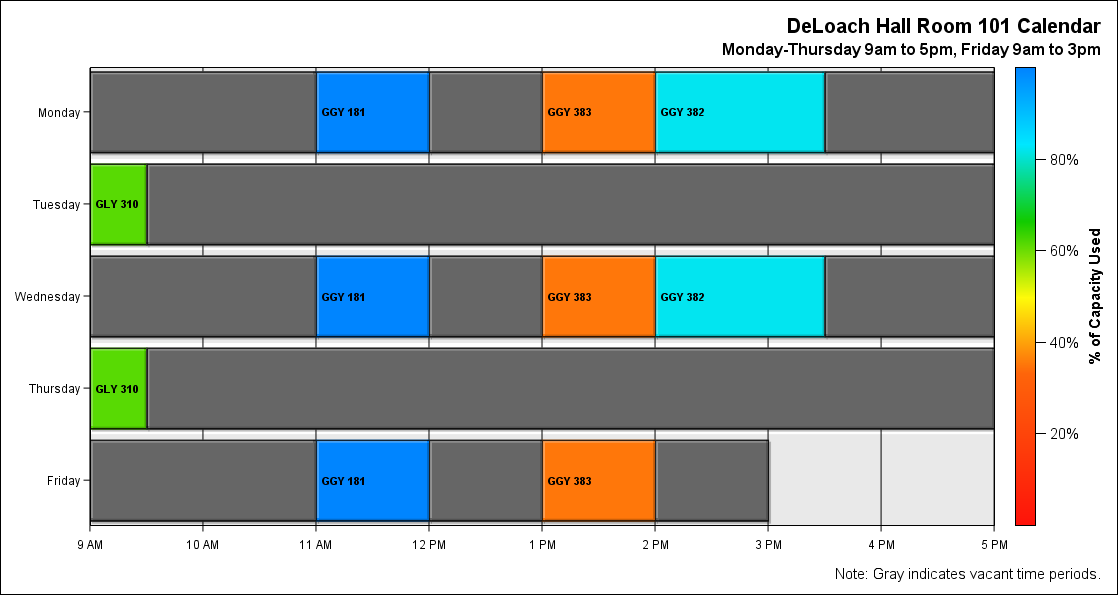 DeLoach Hall Room 101 Calendar
Monday-Thursday 9am to 5pm, Friday 9am to 3pm
Monday
GGY 181
GGY 383
GGY 382
Tuesday
GLY 310
Wednesday
GGY 181
GGY 383
GGY 382
Thursday
GLY 310
Friday
GGY 181
GGY 383
9 AM
10 AM
11 AM
12 PM
1 PM
2 PM
3 PM
4 PM
5 PM
80%
60%
40%
20%
% of Capacity Used
Note: Gray indicates vacant time periods.